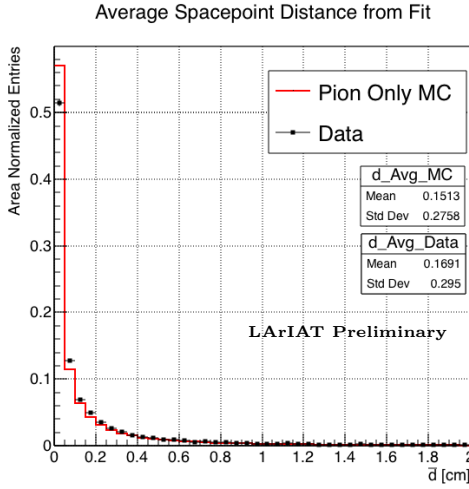 Average Spacepoint Distance from Fit
Area Normalized Entries
0.5
0.4
0.3
0.2
0.1
0
Pion Only MC
Data
d_Avg_MC
Mean 0.1513
Std Dev 0.2758
d_Avg_Data
Mean 0.1691
Std Dev 0.295
LArIAT Preliminary
0 0.2 0.4 0.6 0.8 1 1.2 1.4 1.6 1.8 2
d̅ [cm]